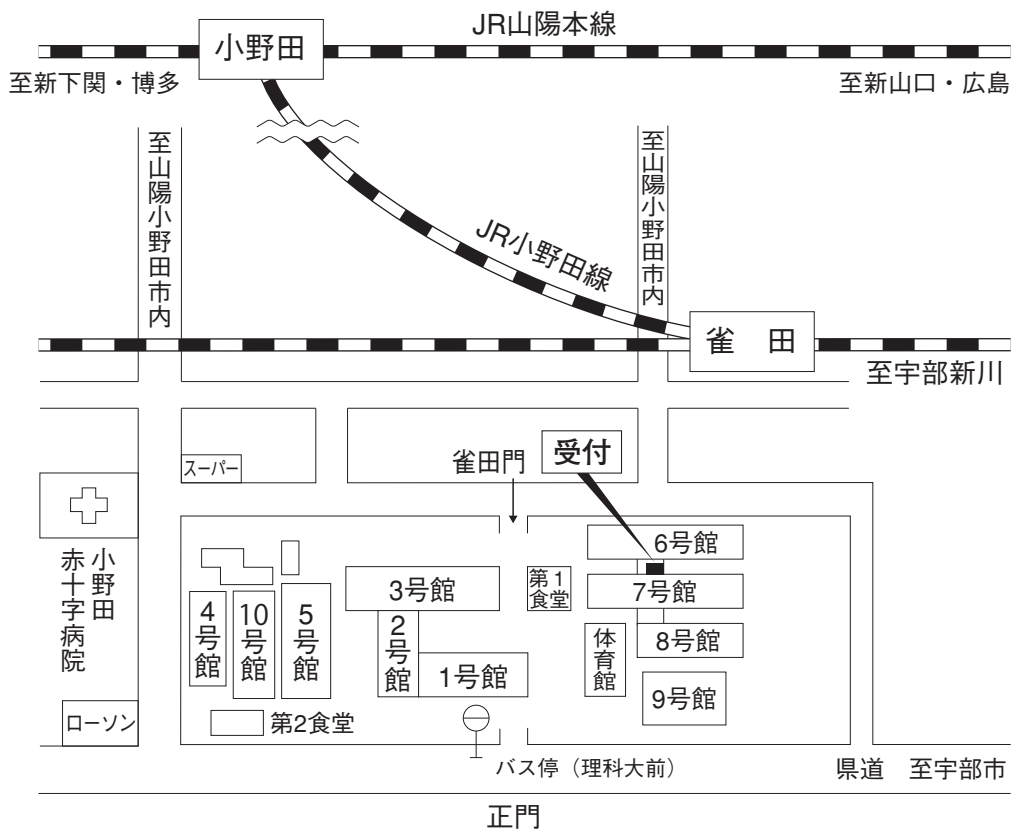 JR山陽本線
小野田
至新下関・博多
至新山口・広島
至山陽小野田市内
至山陽小野田市内
JR小野田線
雀　田
至宇部新川
スーパー
雀田門
受付
小野田
赤十字病院
6号館
7号館
8号館
9号館
第1
食堂
体育館
3号館
2号館
1号館
4号館
10号館
5号館
第2食堂
ローソン
バス停（理科大前）
県道　至宇部市
正門